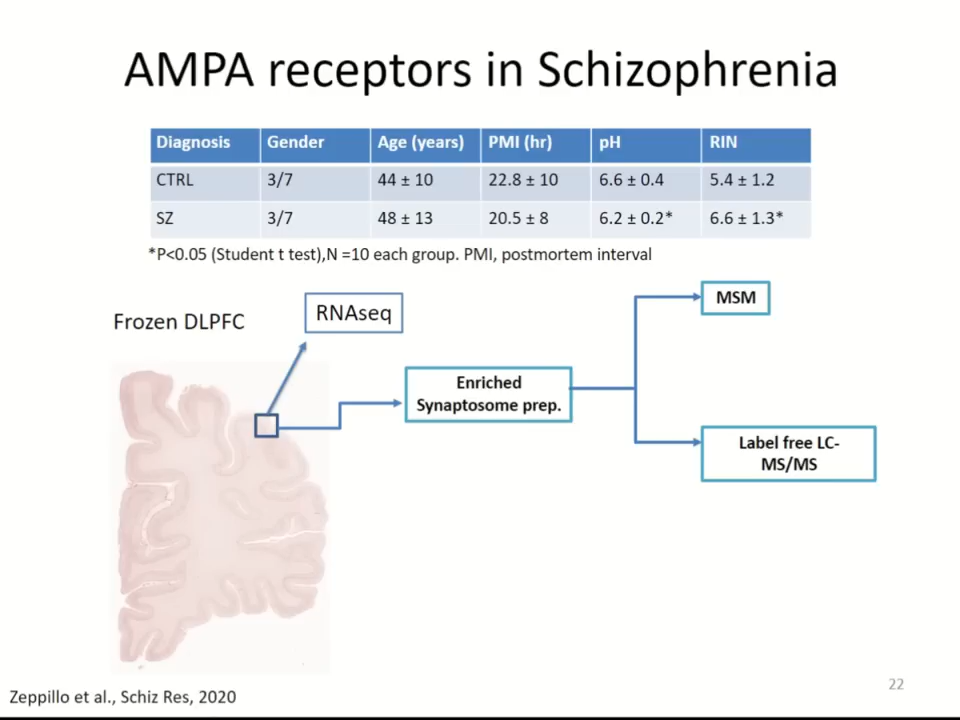 AMPA receptors in Schizophrenia
Diagnosis Gender Age (years) PMI (hr) pH RIN
CTRL 3/7 44 ± 10 22.8 ± 10 6.6 ± 0.4 5.4 ± 1.2
SZ 3/7 48 ± 13 20.5 ± 8 6.2 ± 0.2* 6.6 ± 1.3*
*P<0.05 (Student t test),N =10 each group. PMI, postmortem interval
Frozen DLPFC
RNAseq
MSM
Enriched
Synaptosome prep.
Label free LC-
MS/MS
Zeppillo et al., Schiz Res, 2020
22